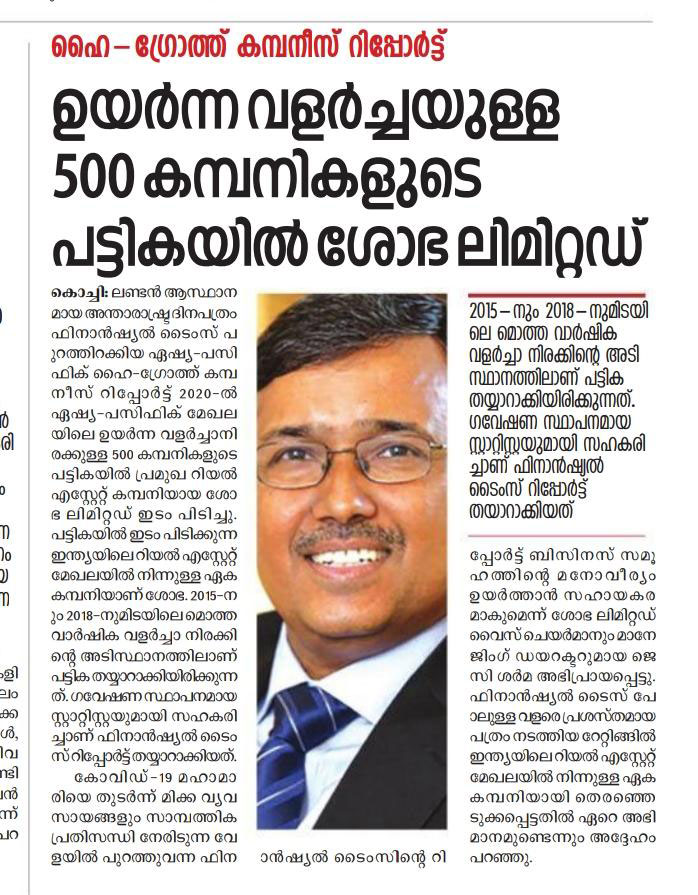 ഹൈ – ഗ്രോത്ത് കമ്പനീസ് റിപ്പോർട്ട്
ഉയർന്ന വളർച്ചയുള്ള
500 കമ്പനികളുടെ
പട്ടികയിൽ ശോഭ ലിമിറ്റഡ്
കൊച്ചി: ലണ്ടൻ ആസ്ഥാന
മായ അന്താരാഷ്ട്ര ദിനപത്രം
ഫിനാൻഷ്യൽ ടൈംസ് പ
ുറത്തിറക്കിയ ഏഷ്യ-പസി
ഫിക് ഹൈ-ഗ്രോത്ത് കമ്പ
നീസ് റിപ്പോർട്ട് 2020-ൽ
ഏഷ്യ-പസിഫിക് മേഖല
യിലെ ഉയർന്ന വളർച്ചാനി
രക്കുള്ള 500 കമ്പനികളുടെ
പട്ടികയിൽ പ്രമുഖ റിയൽ
എസ്റ്റേറ്റ് കമ്പനിയായ ശോ
ഭ ലിമിറ്റഡ് ഇടം പിടിച്ചു.
പട്ടികയിൽ ഇടം പിടിക്കുന്ന
ഇന്ത്യയിലെ റിയൽ എസ്റ്റേറ്റ്
മേഖലയിൽ നിന്നുള്ള ഏക
കമ്പനിയാണ് ശോഭ. 2015-ന
ും 2018-നുമിടയിലെ മൊത്ത
വാർഷിക വളർച്ചാ നിരക്കി
ന്റെ അടിസ്ഥാനത്തിലാണ്
പട്ടിക തയ്യാറാക്കിയിരിക്കുന്ന
ത്. ഗവേഷണ സ്ഥാപനമായ
സ്റ്റാറ്റിസ്റ്റയുമായി സഹകരി
ച്ചാണ് ഫിനാൻഷ്യൽ ടൈം
സ് റിപ്പോർട്ട് തയ്യാറാക്കിയത്.
കോവിഡ്-19 മഹാമാ
രിയെ തുടർന്ന് മിക്ക വ്യവ
സായങ്ങളും സാമ്പത്തിക
പ്രതിസന്ധി നേരിടുന്ന വേ
ളയിൽ പുറത്തുവന്ന ഫിന
ാൻഷ്യൽ ടൈംസിന്റെ റി
2015 – നും 2018 – നുമിടയി
ലെ മൊത്ത വാർഷിക
വളർച്ചാ നിരക്കിന്റെ അടി
സ്ഥാനത്തിലാണ് പട്ടിക
തയ്യാറാക്കിയിരിക്കുന്നത്.
ഗവേഷണ സ്ഥാപനമായ
സ്റ്റാറ്റിസ്റ്റയുമായി സഹകരി
ച്ചാണ് ഫിനാൻഷ്യൽ
ടൈംസ് റിപ്പോർട്ട്
തയാറാക്കിയത്
പ്പോർട്ട് ബിസിനസ് സമൂ
ഹത്തിന്റെ മനോവീര്യം
ഉയർത്താൻ സഹായകര
മാകുമെന്ന് ശോഭ ലിമിറ്റഡ്
വൈസ് ചെയർമാനും മാനേ
ജിംഗ് ഡയറക്ടറുമായ ജെ
സി ശർമ അഭിപ്രായപ്പെട്ടു.
ഫിനാൻഷ്യൽ ടൈസ് പേ
ാലുള്ള വളരെ പ്രശസ്തമായ
പത്രം നടത്തിയ റേറ്റിങ്ങിൽ
ഇന്ത്യയിലെ റിയൽ എസ്റ്റേറ്റ്
മേഖലയിൽ നിന്നുള്ള ഏക
കമ്പനിയായി തെരഞ്ഞെ
ടുക്കപ്പെട്ടതിൽ ഏറെ അഭി
മാനമുണ്ടെന്നും അദ്ദേഹം
പറഞ്ഞു.